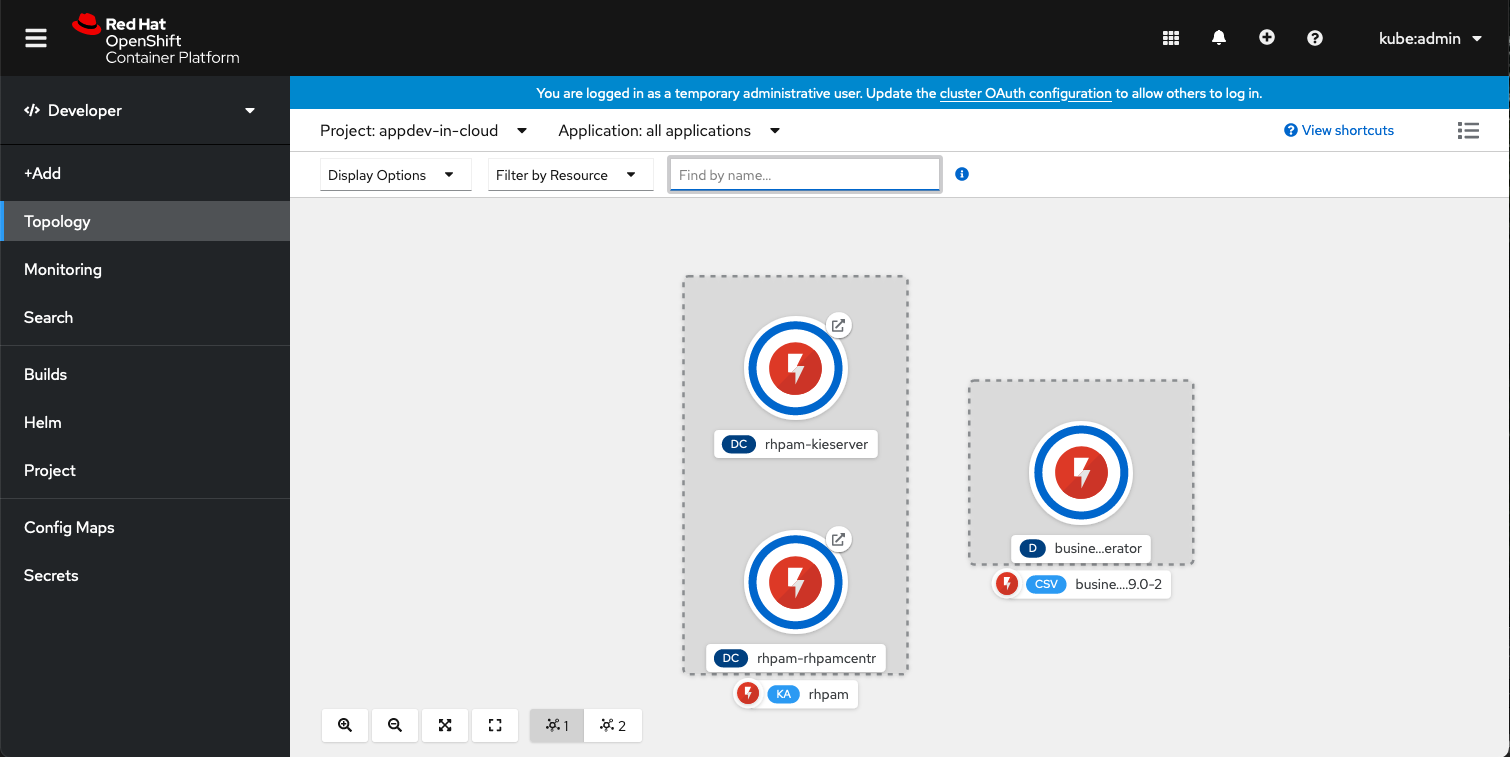 Red Hat
OpenShift
Container Platform
kube:admin
Developer
You are logged in as a temporary administrative user. Update the cluster OAuth configuration to allow others to log in.
Project: appdev-in-cloud
Application: all applications
View shortcuts
+Add
Display Options
Filter by Resource
Find by name...
Topology
Monitoring
Search
Builds
Helm
Project
Config Maps
Secrets
DC rhpam-kieserver
DC rhpam-rhpamcentr
KA rhpam
D busine...erator
CSV busine....9.0-2
1
2